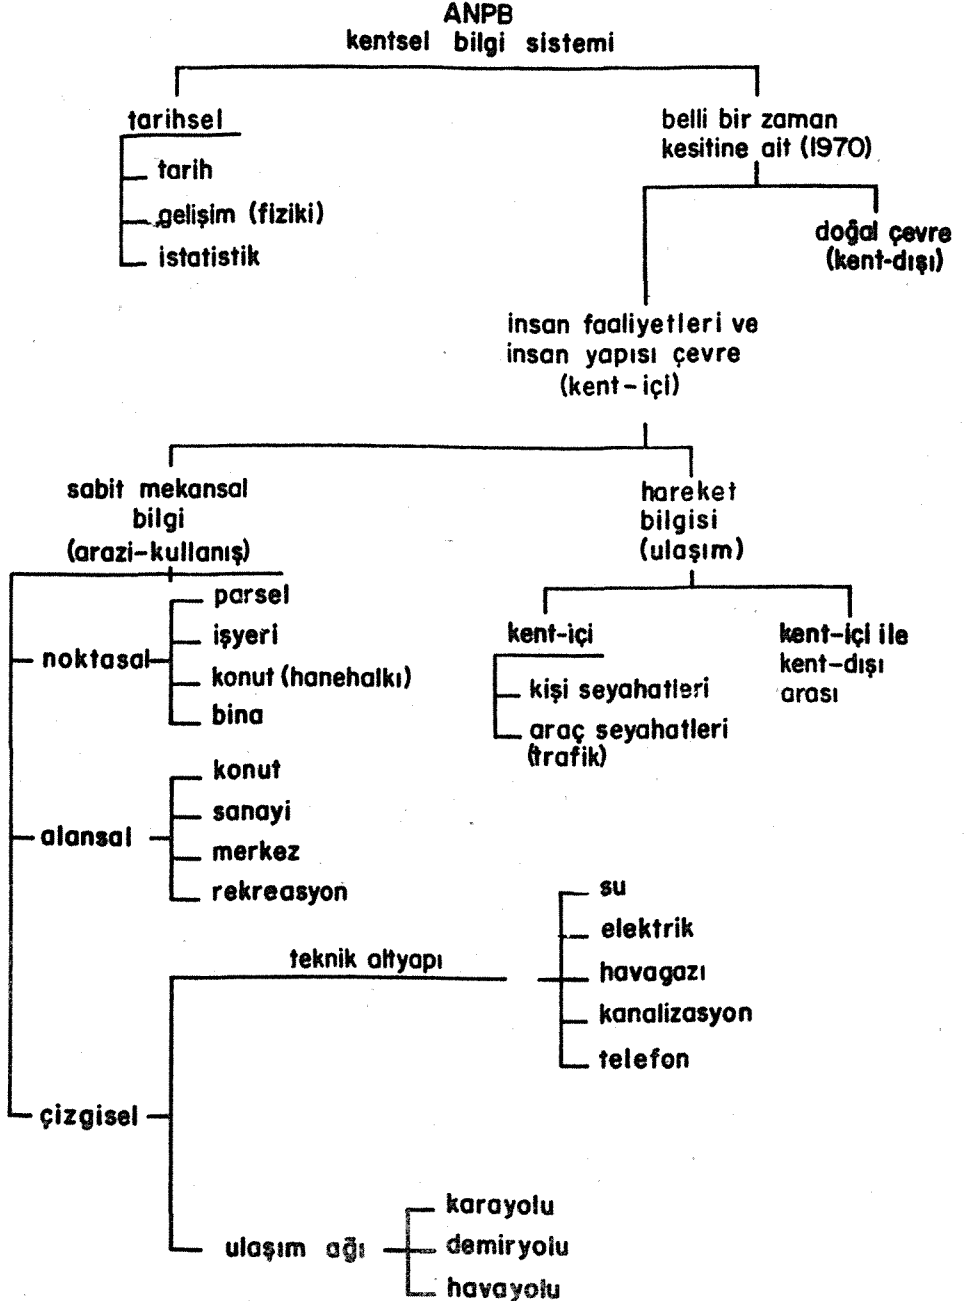 ANPB
kentsel bilgi sistemi
tarihsel
tarih
gelişim (fiziki)
istatistik
belli bir zaman
kesitine ait (1970)
doğal çevre
(kent-dışı)
insan faaliyetleri ve
insan yapısı çevre
(kent-içi)
sabit mekansal
bilgi
(arazi-kullanış)
noktasal
parsel
işyeri
konut (hanehalkı)
bina
alansal
konut
sanayi
merkez
rekreasyon
çizgisel
teknik altyapı
su
elektrik
havagazı
kanalizasyon
telefon
ulaşım ağı
karayolu
demiryolu
havayolu
hareket
bilgisi
(ulaşım)
kent-içi
kişi seyahatleri
araç seyahatleri
(trafik)
kent-içi ile
kent-dışı
arası